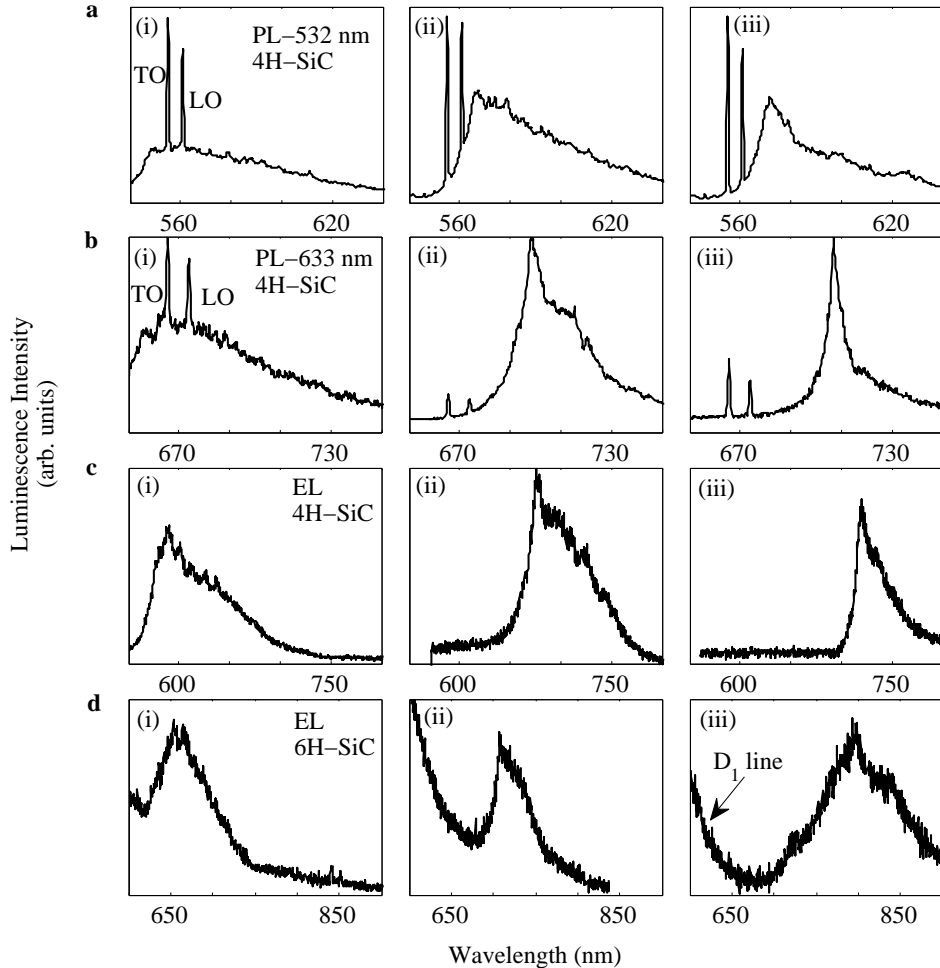 a
(i)
PL−532 nm
4H−SiC
TO
LO
(ii)
(iii)
560
620
560
620
560
620
b
(i)
PL−633 nm
4H−SiC
TO
LO
(ii)
(iii)
670
730
670
730
670
730
Luminescence Intensity
(arb. units)
c
(i)
EL
4H−SiC
(ii)
(iii)
600
750
600
750
600
750
d
(i)
EL
6H−SiC
(ii)
(iii)
D1 line
650
850
650
850
650
850
Wavelength (nm)